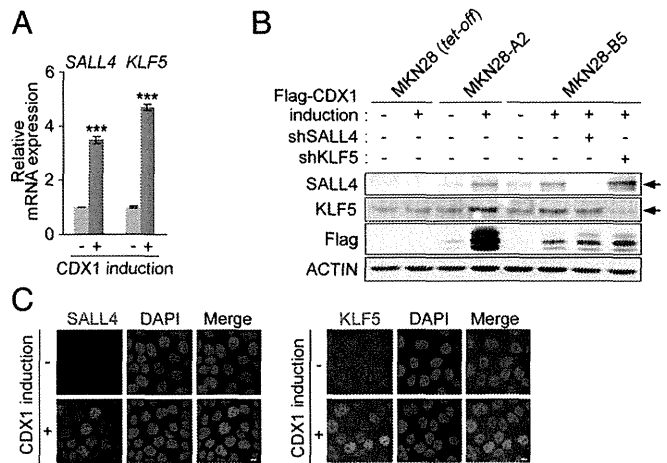 A
SALL4 KLF5
Relative
mRNA expression
8
4
2
0
***
***
- + - +
CDX1 induction
B
MKN28 (tet-off)
MKN28-A2
MKN28-B5
Flag-CDX1
induction : - + - + - + + +
shSALL4 : - - - - - - + -
shKLF5 : - - - - - - - +
SALL4
KLF5
Flag
ACTIN
C
SALL4 DAPI Merge
CDX1 induction
-
+
KLF5 DAPI Merge
CDX1 induction
-
+